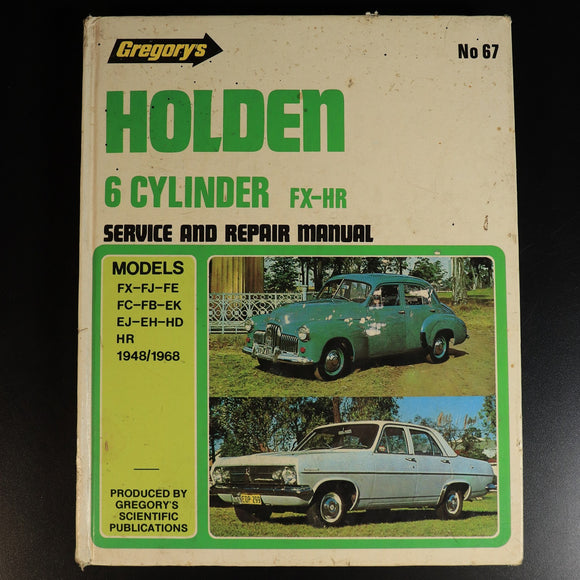 Gregory's
No 67
HOLDEN
6 CYLINDER FX-HR
SERVICE AND REPAIR MANUAL
MODELS
FX-FJ-FE
FC-FB-EK
EJ-EH-HD
HR
1948/1968
PRODUCED BY
GREGORY'S
SCIENTIFIC
PUBLICATIONS